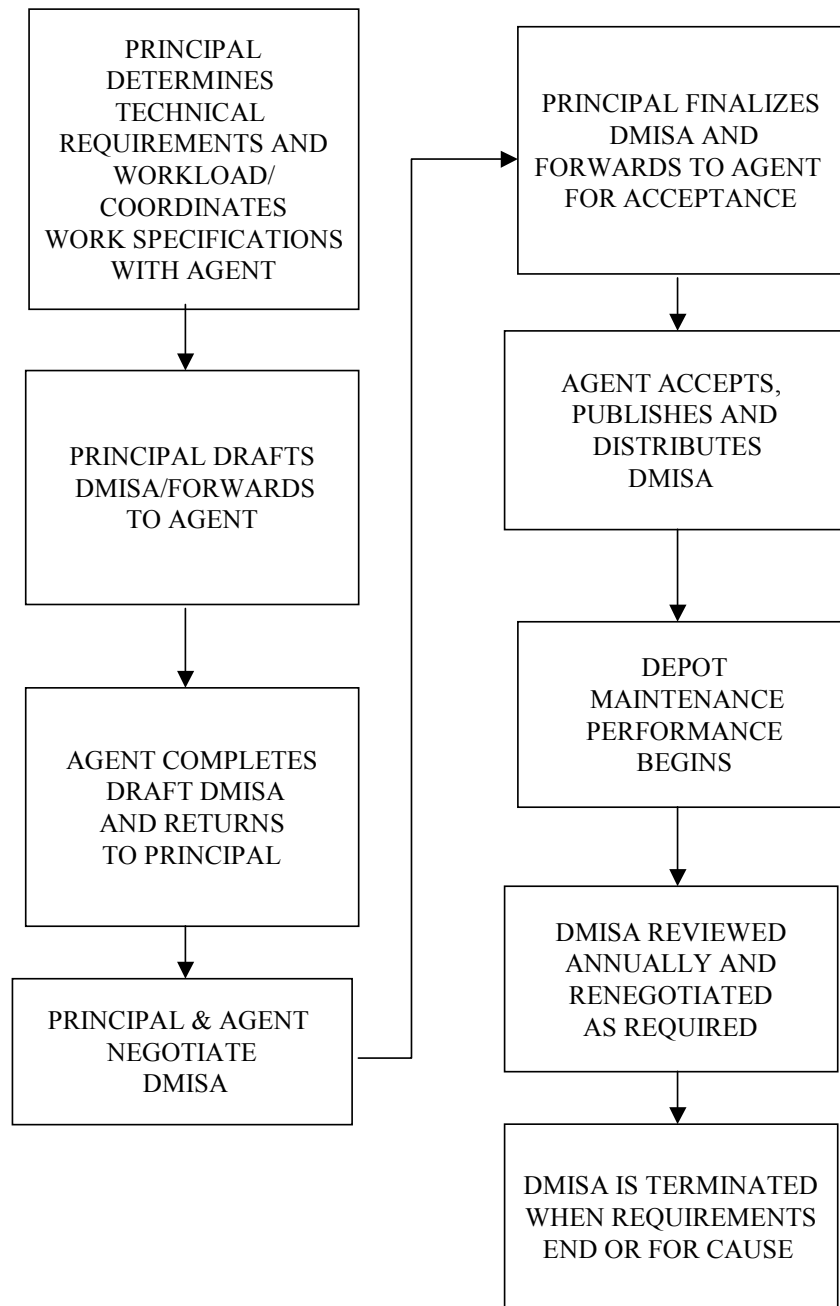 PRINCIPAL
DETERMINES
TECHNICAL
REQUIREMENTS AND
WORKLOAD/
COORDINATES
WORK SPECIFICATIONS
WITH AGENT
PRINCIPAL DRAFTS
DMISA/FORWARDS
TO AGENT
AGENT COMPLETES
DRAFT DMISA
AND RETURNS
TO PRINCIPAL
PRINCIPAL & AGENT
NEGOTIATE
DMISA
PRINCIPAL FINALIZES
DMISA AND
FORWARDS TO AGENT
FOR ACCEPTANCE
AGENT ACCEPTS,
PUBLISHES AND
DISTRIBUTES
DMISA
DEPOT
MAINTENANCE
PERFORMANCE
BEGINS
DMISA REVIEWED
ANNUALLY AND
RENEGOTIATED
AS REQUIRED
DMISA IS TERMINATED
WHEN REQUIREMENTS
END OR FOR CAUSE